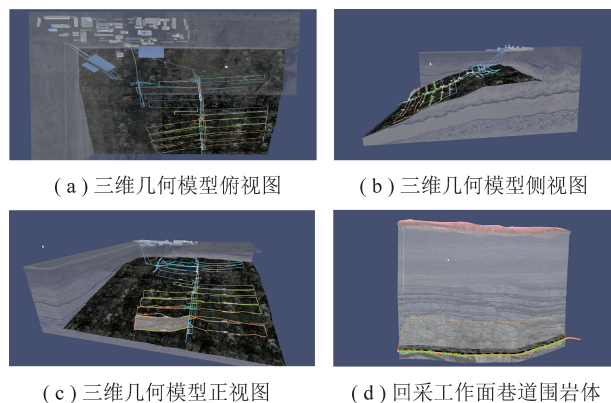 ( a ) 三维几何模型俯视图
( b ) 三维几何模型侧视图
( c ) 三维几何模型正视图
( d ) 回采工作面巷道围岩体